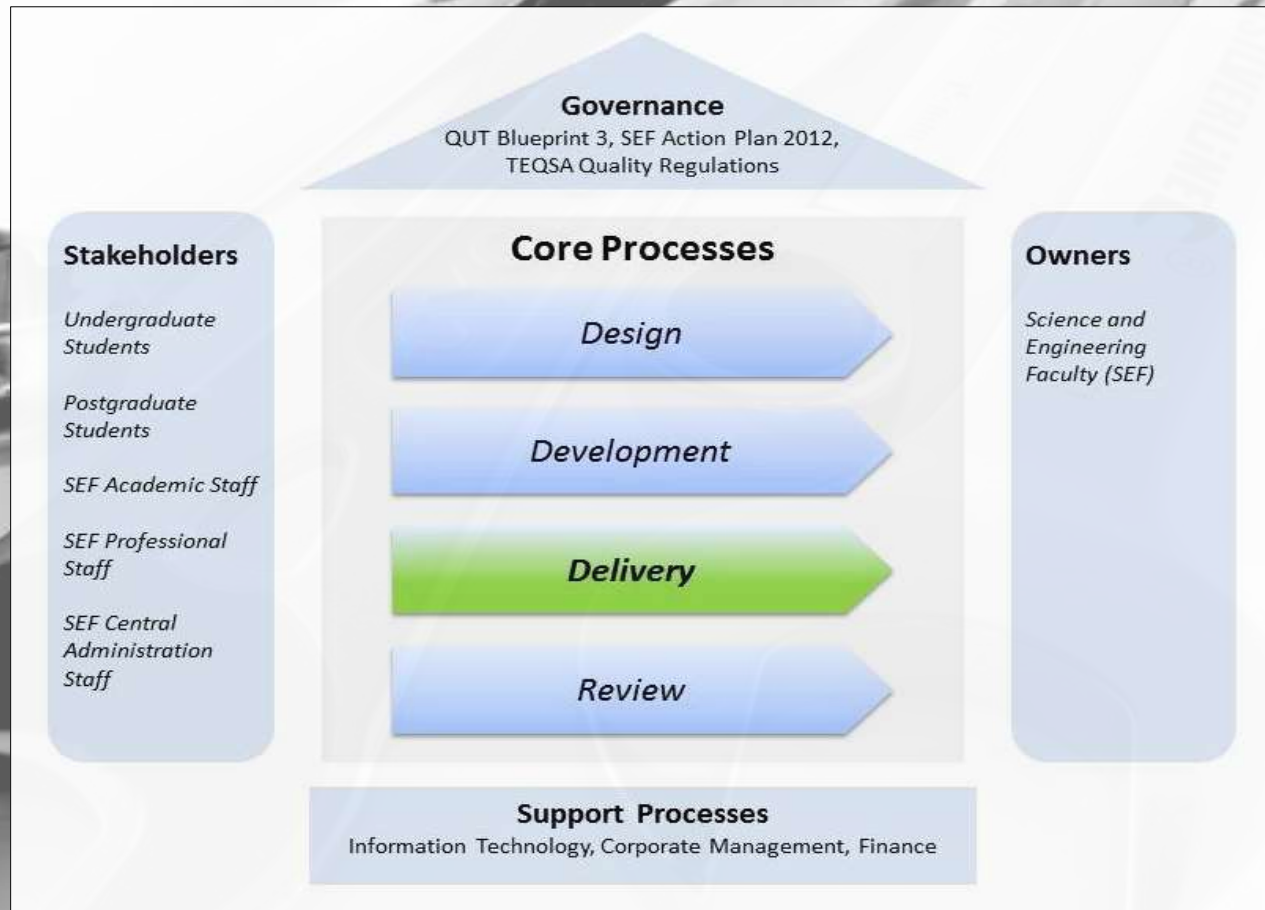 Governance
QUT Blueprint 3, SEF Action Plan 2012,
TEQSA Quality Regulations
Stakeholders
Undergraduate
Students
Postgraduate
Students
SEF Academic Staff
SEF Professional
Staff
SEF Central
Administration
Staff
Core Processes
Design
Development
Delivery
Review
Owners
Science and
Engineering
Faculty (SEF)
Support Processes
Information Technology, Corporate Management, Finance